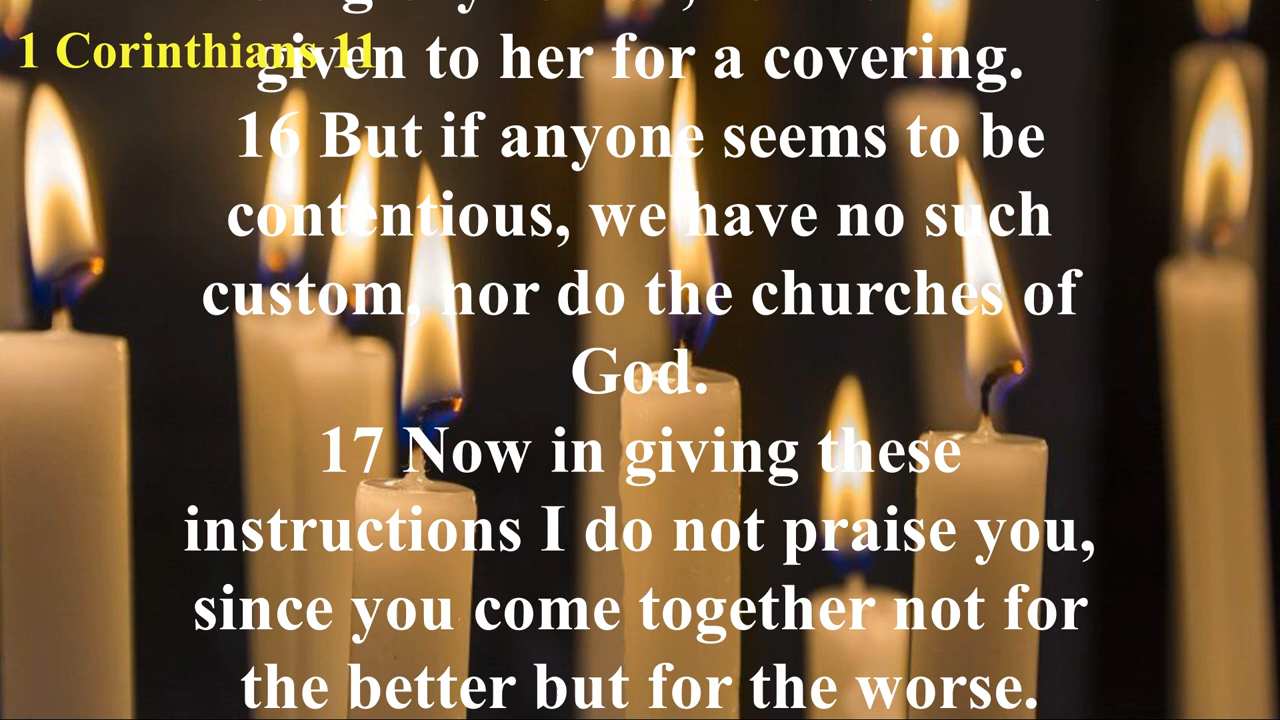 1 Corinthians 11
given to her for a covering.
16 But if anyone seems to be
contentious, we have no such
custom, nor do the churches of
God.
17 Now in giving these
instructions I do not praise you,
since you come together not for
the better but for the worse.